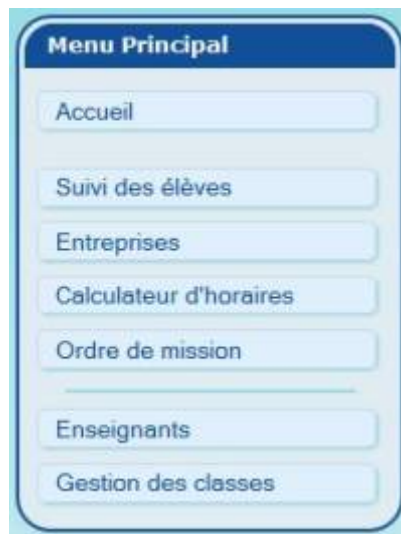 Menu Principal
Accueil
Suivi des élèves
Entreprises
Calculateur d'horaires
Ordre de mission
Enseignants
Gestion des classes